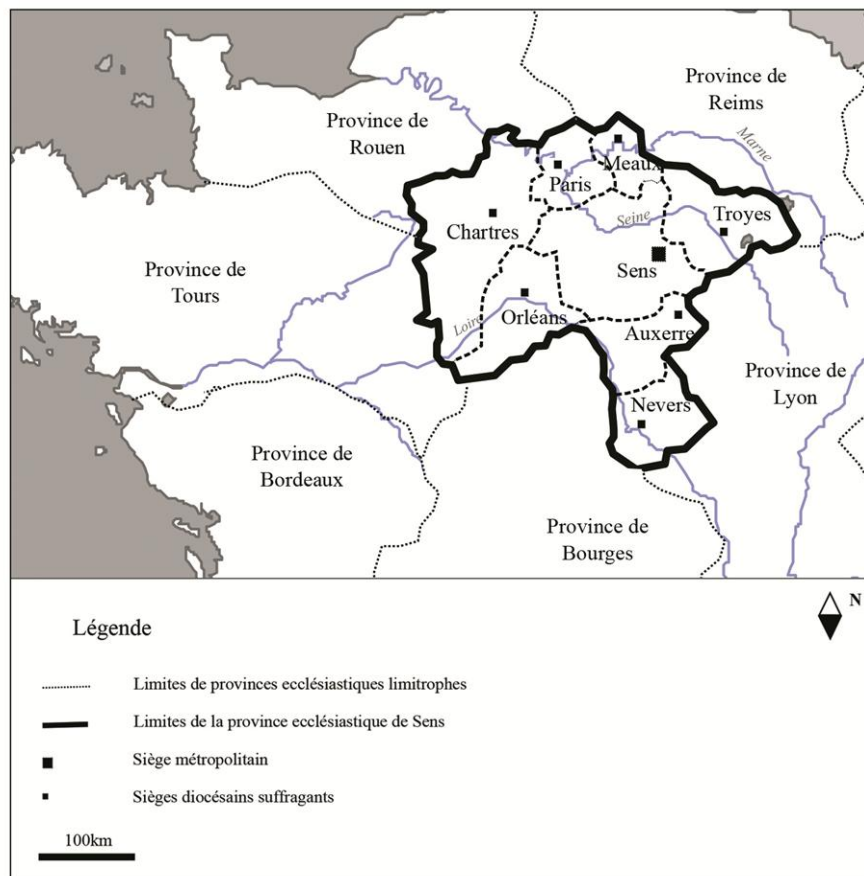 Province de
Reims
Province de
Rouen
Marne
Meaux
Paris
Seine
Troyes
Chartres
Sens
Province de
Tours
Loire
Orléans
Auxerre
Province de
Lyon
Nevers
Province de
Bordeaux
Province de
Bourges
N
Légende
Limites de provinces ecclésiastiques limitrophes
Limites de la province ecclésiastique de Sens
Siège métropolitain
Sièges diocésains suffragants
100km